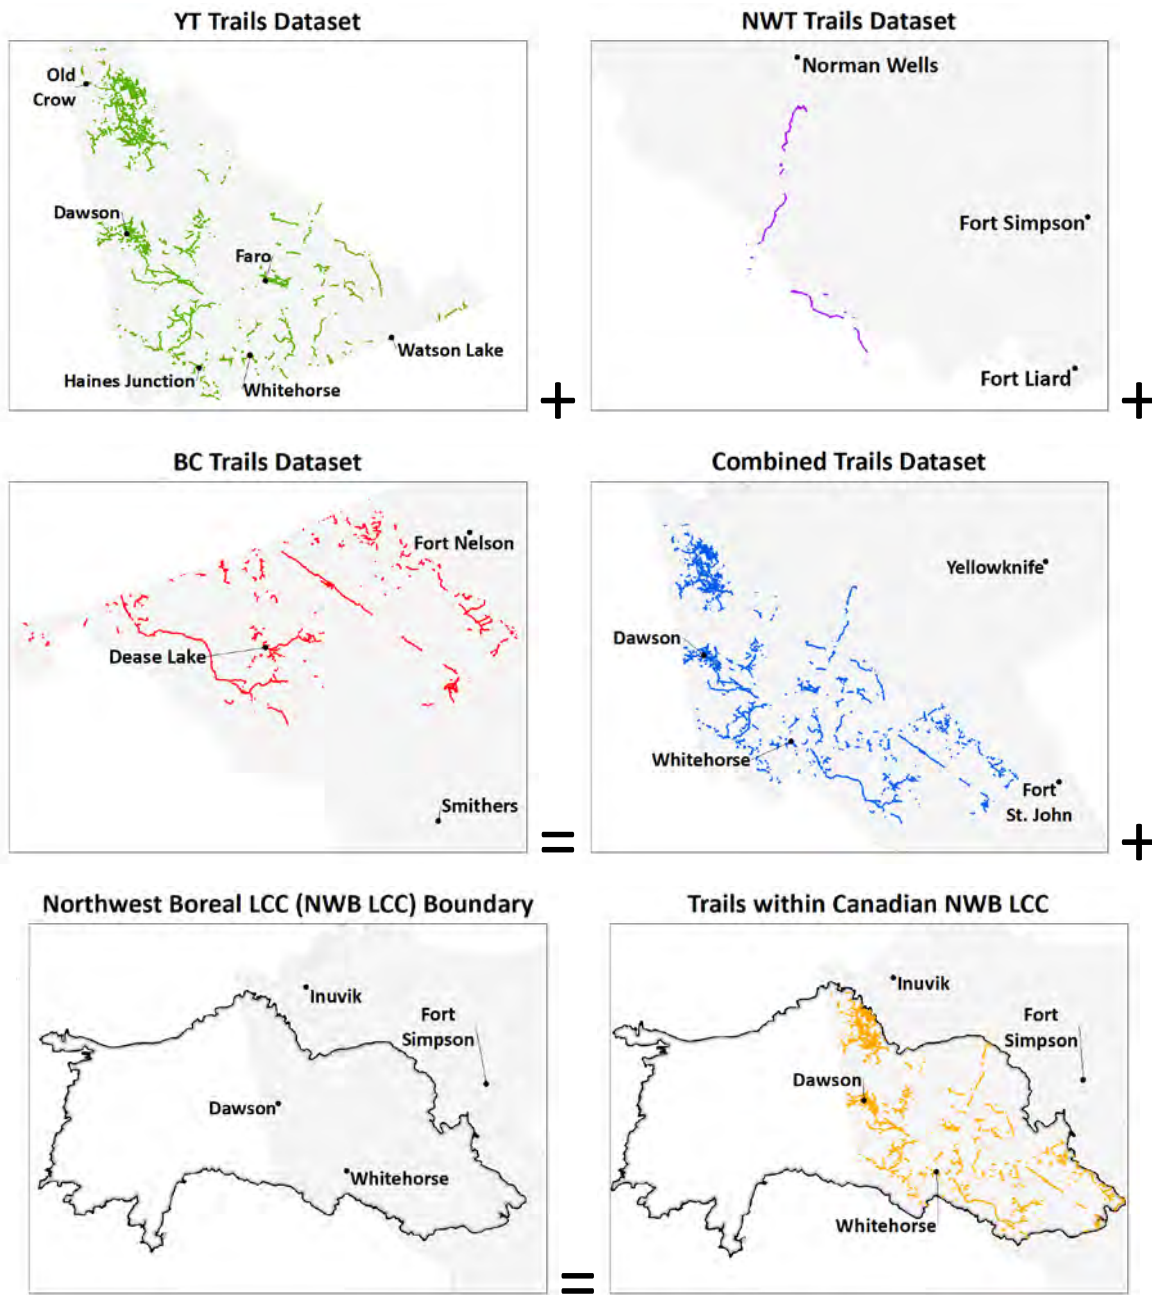 YT Trails Dataset
NWT Trails Dataset
Old
Crow
Dawson
Faro
Watson Lake
Haines Junction
Whitehorse
+
Norman Wells
Fort Simpson
Fort Liard
+
BC Trails Dataset
Combined Trails Dataset
Fort Nelson
Dease Lake
Smithers
=
Yellowknife
Dawson
Whitehorse
Fort
St. John
+
Northwest Boreal LCC (NWB LCC) Boundary
Trails within Canadian NWB LCC
Inuvik
Fort
Simpson
Dawson
Whitehorse
=
Inuvik
Fort
Simpson
Dawson
Whitehorse